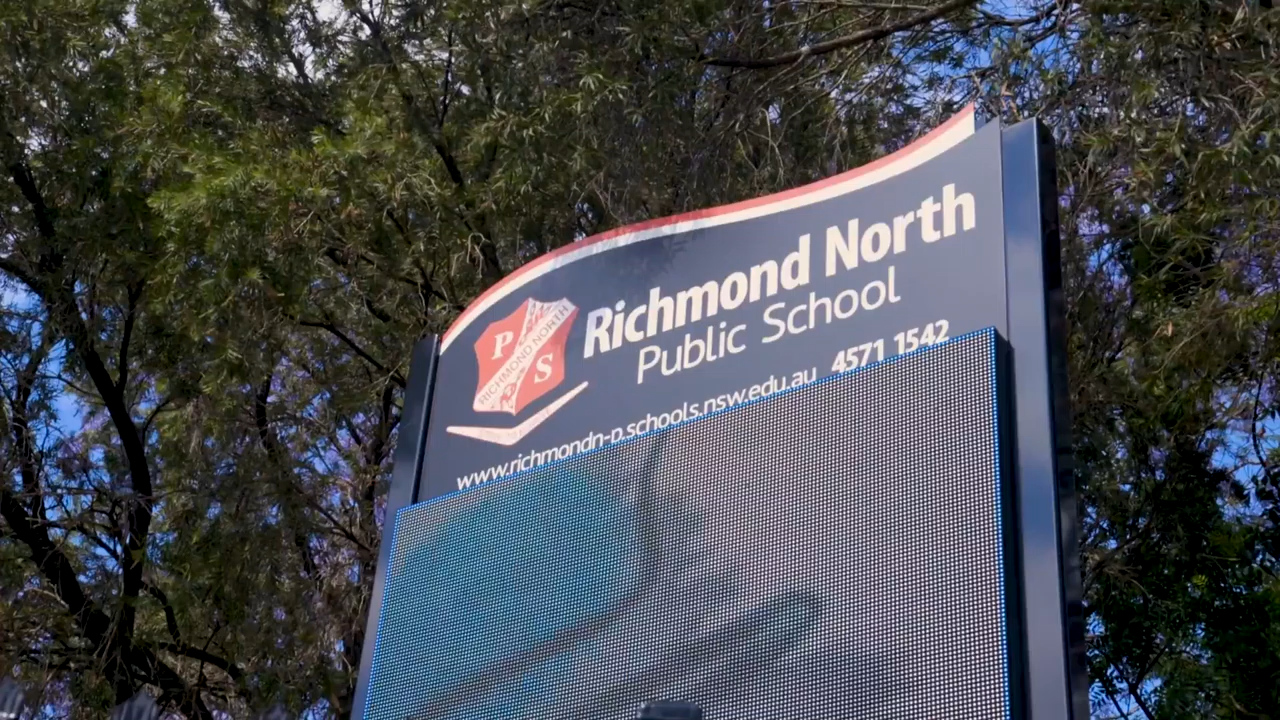 Richmond North
Public School
P
RICHMOND NORTH
S
4571 1542
www.richmondn-p.schools.nsw.edu.au